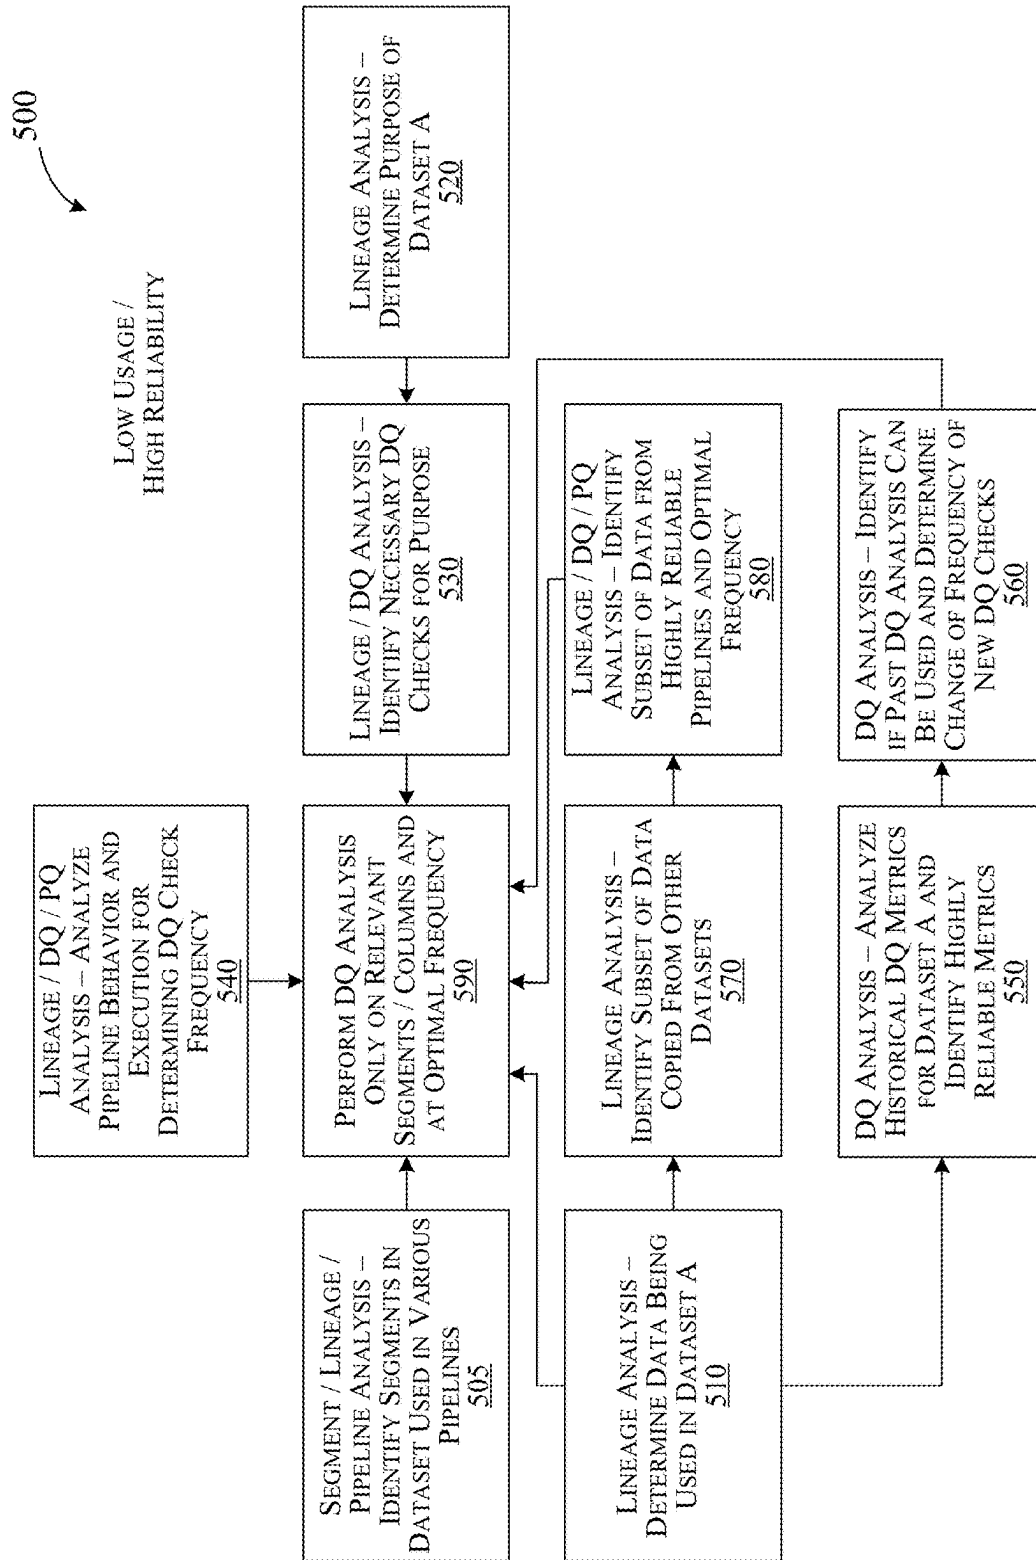 500
LOW USAGE /
HIGH RELIABILITY
LINEAGE / DQ / PQ
ANALYSIS – ANALYZE
PIPELINE BEHAVIOR AND
EXECUTION FOR
DETERMINING DQ CHECK
FREQUENCY
540
SEGMENT / LINEAGE /
PIPELINE ANALYSIS –
IDENTIFY SEGMENTS IN
DATASET USED IN VARIOUS
PIPELINES
505
PERFORM DQ ANALYSIS
ONLY ON RELEVANT
SEGMENTS / COLUMNS AND
AT OPTIMAL FREQUENCY
590
LINEAGE / DQ ANALYSIS –
IDENTIFY NECESSARY DQ
CHECKS FOR PURPOSE
530
LINEAGE ANALYSIS –
DETERMINE PURPOSE OF
DATASET A
520
LINEAGE ANALYSIS –
DETERMINE DATA BEING
USED IN DATASET A
510
LINEAGE ANALYSIS –
IDENTIFY SUBSET OF DATA
COPIED FROM OTHER
DATASETS
570
LINEAGE / DQ / PQ
ANALYSIS – IDENTIFY
SUBSET OF DATA FROM
HIGHLY RELIABLE
PIPELINES AND OPTIMAL
FREQUENCY
580
DQ ANALYSIS – ANALYZE
HISTORICAL DQ METRICS
FOR DATASET A AND
IDENTIFY HIGHLY
RELIABLE METRICS
550
DQ ANALYSIS – IDENTIFY
IF PAST DQ ANALYSIS CAN
BE USED AND DETERMINE
CHANGE OF FREQUENCY OF
NEW DQ CHECKS
560